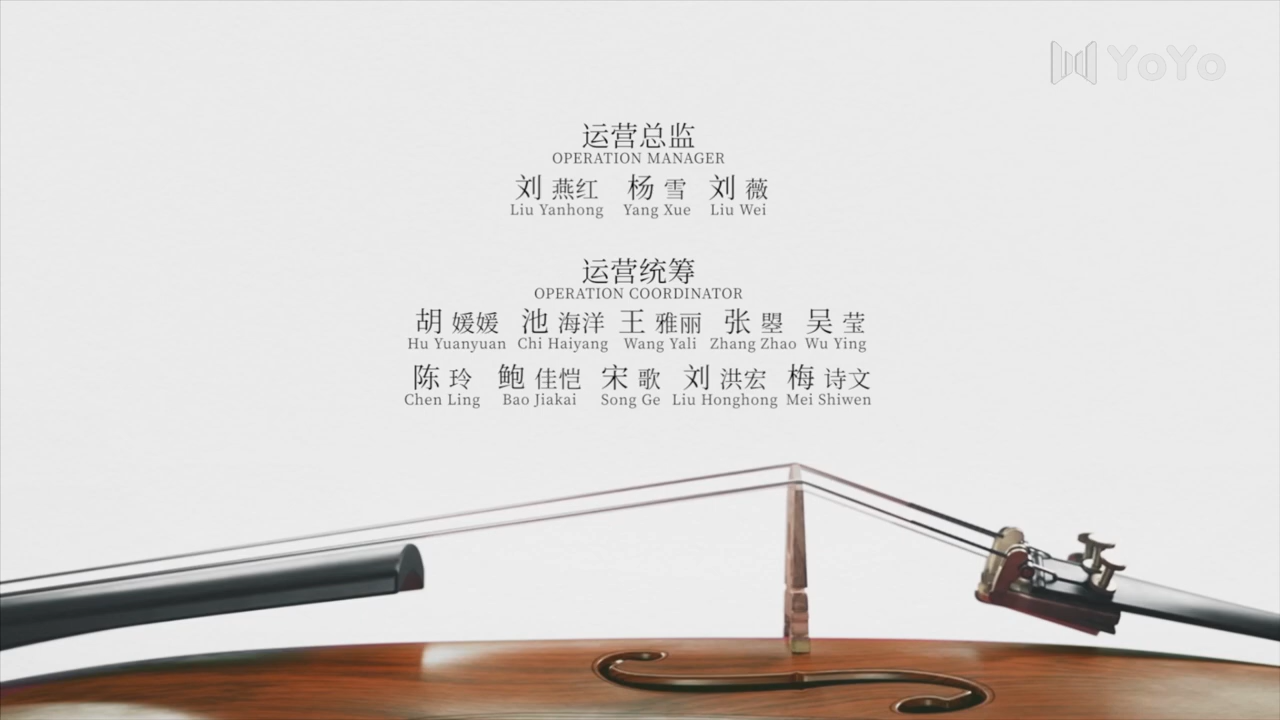 YoYo
运营总监
OPERATION MANAGER
刘 燕红 杨 雪 刘 薇
Liu Yanhong Yang Xue Liu Wei
运营统筹
OPERATION COORDINATOR
胡 媛媛 池 海洋 王 雅丽 张 曌 吴 莹
Hu Yuanyuan Chi Haiyang Wang Yali Zhang Zhao Wu Ying
陈 玲 鲍 佳恺 宋 歌 刘 洪宏 梅 诗文
Chen Ling Bao Jiakai Song Ge Liu Honghong Mei Shiwen